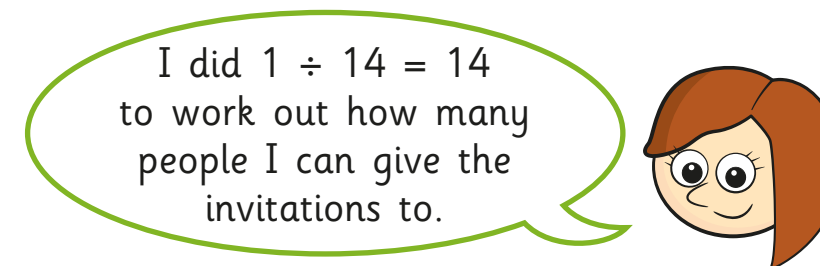 I did 1 ÷ 14 = 14
to work out how many
people I can give the
invitations to.